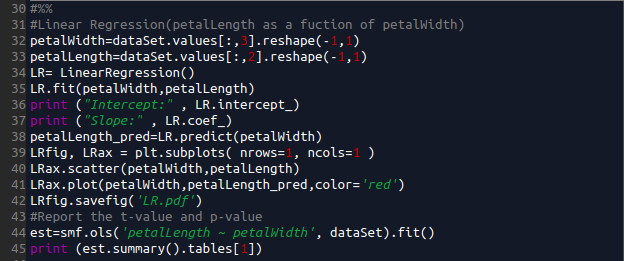 30 #%%
31 #Linear Regression(petalLength as a fuction of petalWidth)
32 petalWidth=dataSet.values[:,3].reshape(-1,1)
33 petalLength=dataSet.values[:,2].reshape(-1,1)
34 LR= LinearRegression()
35 LR.fit(petalWidth,petalLength)
36 print ("Intercept:" , LR.intercept_)
37 print ("Slope:" , LR.coef_)
38 petalLength_pred=LR.predict(petalWidth)
39 LRfig, LRax = plt.subplots( nrows=1, ncols=1 )
40 LRax.scatter(petalWidth,petalLength)
41 LRax.plot(petalWidth,petalLength_pred,color='red')
42 LRfig.savefig('LR.pdf')
43 #Report the t-value and p-value
44 est=smf.ols('petalLength ~ petalWidth', dataSet).fit()
45 print (est.summary().tables[1])